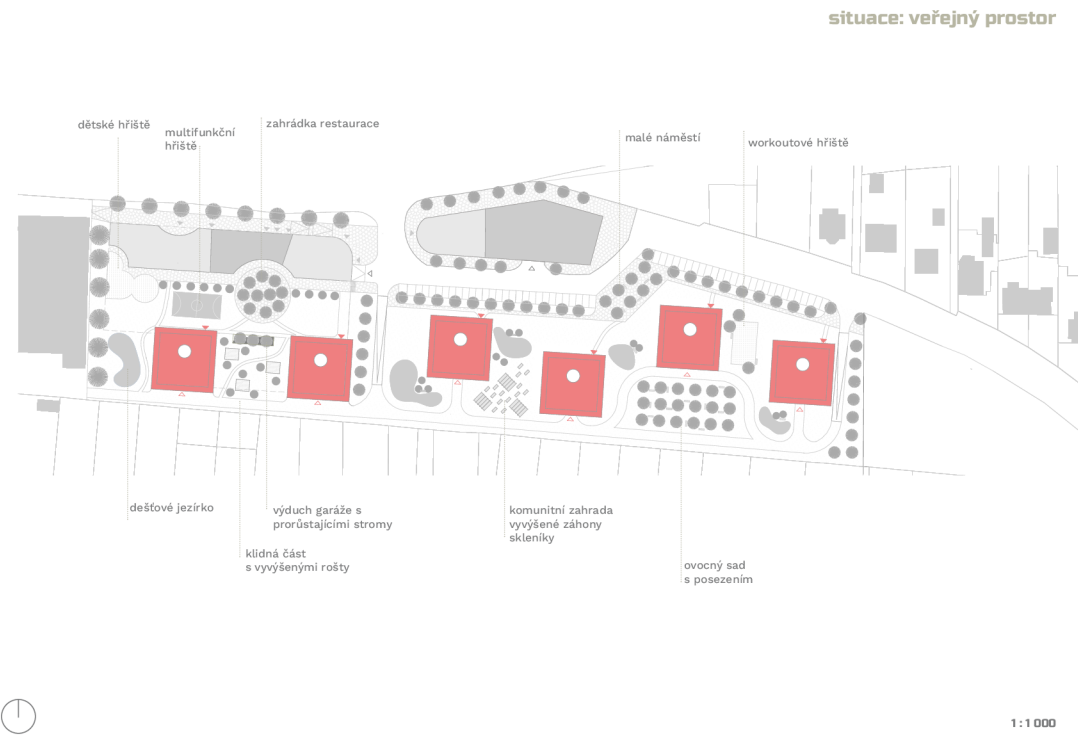 situace: veřejný prostor
dětské hřiště
multifunkční
hřiště
zahrádka restaurace
malé náměstí
workoutové hřiště
dešťové jezírko
výduch garáže s
prorůstajícími stromy
klidná část
s vyvýšenými rošty
komunitní zahrada
vyvýšené záhony
skleníky
ovocný sad
s posezením
1 : 1 000